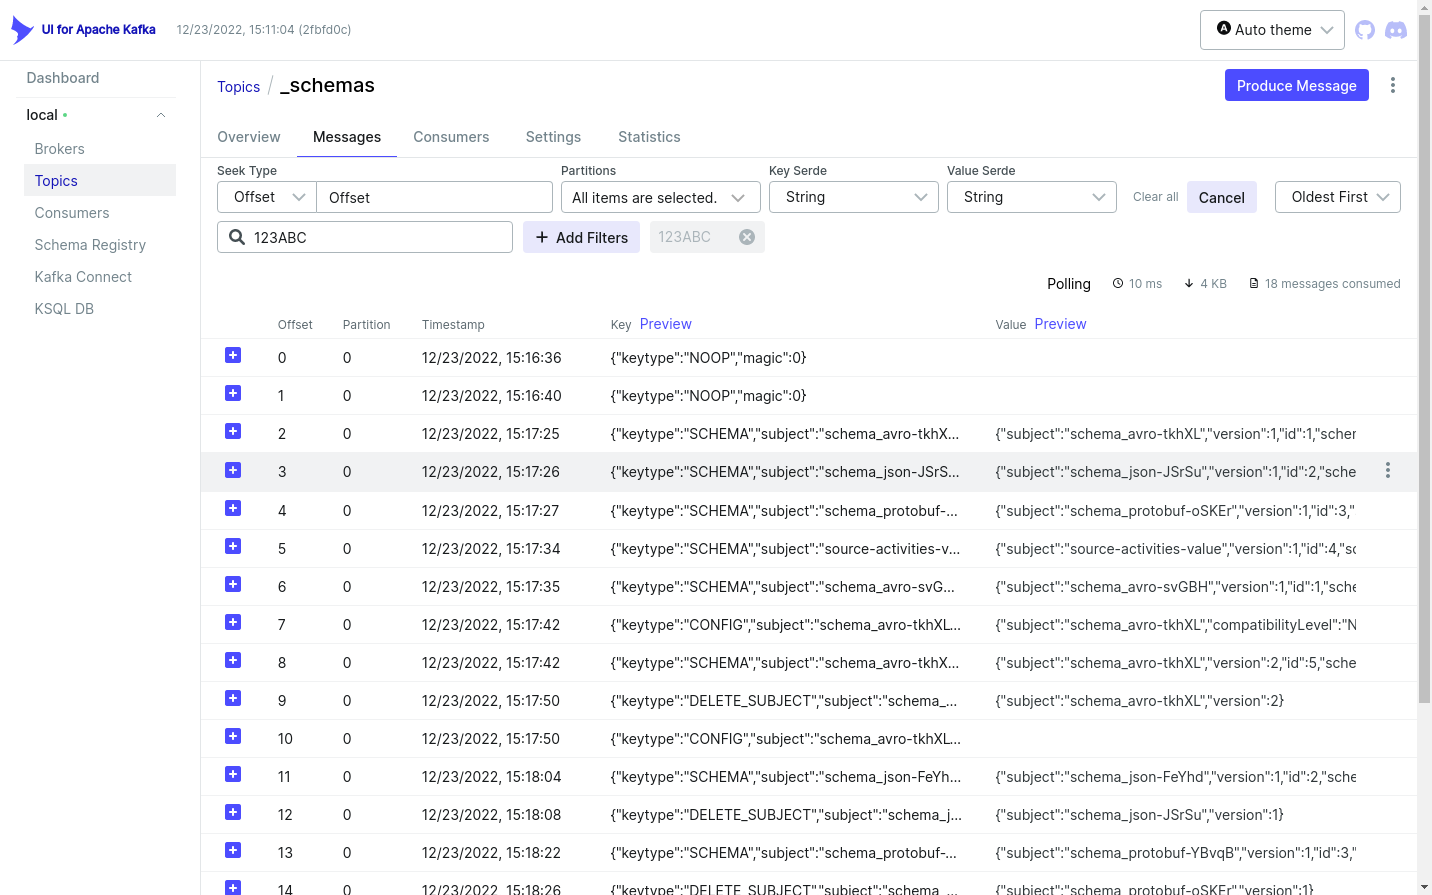 UI for Apache Kafka 12/23/2022, 15:11:04 (2fbfd0c) Auto theme
Dashboard
local
Brokers
Topics
Consumers
Schema Registry
Kafka Connect
KSQL DB
Topics / _schemas Produce Message
Overview Messages Consumers Settings Statistics
Seek Type Partitions Key Serde Value Serde
Offset Offset All items are selected. String String Clear all Cancel Oldest First
123ABC Add Filters 123ABC
Polling 10 ms 4 KB 18 messages consumed
Offset Partition Timestamp Key Preview Value Preview
0 0 12/23/2022, 15:16:36 {"keytype":"NOOP","magic":0}
1 0 12/23/2022, 15:16:40 {"keytype":"NOOP","magic":0}
2 0 12/23/2022, 15:17:25 {"keytype":"SCHEMA","subject":"schema_avro-tkhX... {"subject":"schema_avro-tkhXL","version":1,"id":1,"scher
3 0 12/23/2022, 15:17:26 {"keytype":"SCHEMA","subject":"schema_json-JSrS... {"subject":"schema_json-JSrSu","version":1,"id":2,"sche
4 0 12/23/2022, 15:17:27 {"keytype":"SCHEMA","subject":"schema_protobuf-... {"subject":"schema_protobuf-oSKEr","version":1,"id":3,"
5 0 12/23/2022, 15:17:34 {"keytype":"SCHEMA","subject":"source-activities-v... {"subject":"source-activities-value","version":1,"id":4,"sc
6 0 12/23/2022, 15:17:35 {"keytype":"SCHEMA","subject":"schema_avro-svG... {"subject":"schema_avro-svGBH","version":1,"id":1,"sche
7 0 12/23/2022, 15:17:42 {"keytype":"CONFIG","subject":"schema_avro-tkhXL... {"subject":"schema_avro-tkhXL","compatibilityLevel":"N
8 0 12/23/2022, 15:17:42 {"keytype":"SCHEMA","subject":"schema_avro-tkhX... {"subject":"schema_avro-tkhXL","version":2,"id":5,"sche
9 0 12/23/2022, 15:17:50 {"keytype":"DELETE_SUBJECT","subject":"schema_... {"subject":"schema_avro-tkhXL","version":2}
10 0 12/23/2022, 15:17:50 {"keytype":"CONFIG","subject":"schema_avro-tkhXL...
11 0 12/23/2022, 15:18:04 {"keytype":"SCHEMA","subject":"schema_json-FeYh... {"subject":"schema_json-FeYhd","version":1,"id":2,"sche
12 0 12/23/2022, 15:18:08 {"keytype":"DELETE_SUBJECT","subject":"schema_j... {"subject":"schema_json-JSrSu","version":1}
13 0 12/23/2022, 15:18:22 {"keytype":"SCHEMA","subject":"schema_protobuf-... {"subject":"schema_protobuf-YBvqB","version":1,"id":3,"
14 0 12/23/2022, 15:18:26 {"keytype":"DELETE_SUBJECT","subject":"schema_... {"subject":"schema_protobuf-oSKEr","version":1}